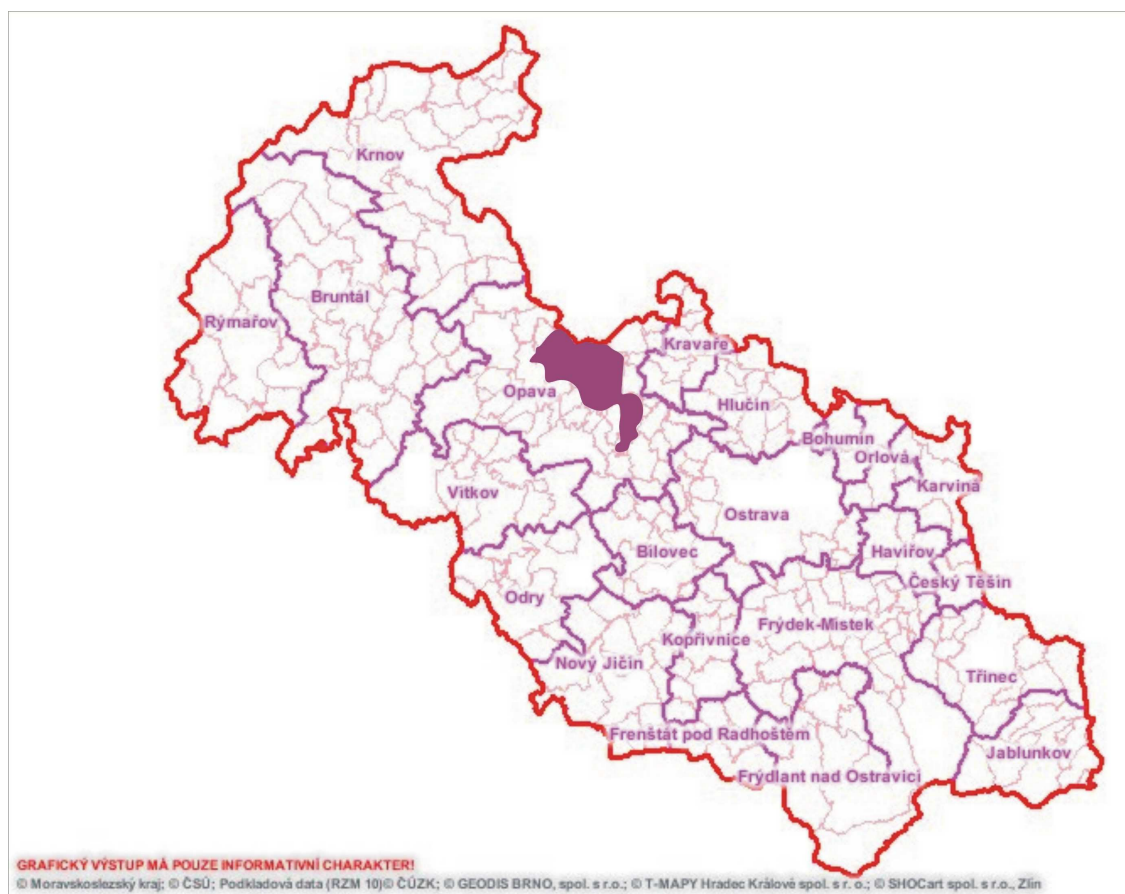 Krnov
Bruntál
Rýmařov
Kravaře
Opava
Hlučín
Bohumín
Orlová
Karviná
Vítkov
Ostrava
Bílovec
Havířov
Český Těšín
Odry
Frýdek-Místek
Kopřivnice
Nový Jičín
Třinec
Frenštát pod Radhoštěm
Jablunkov
Frýdlant nad Ostravicí
GRAFICKÝ VÝSTUP MÁ POUZE INFORMATIVNÍ CHARAKTER!
© Moravskoslezský kraj; © ČSÚ; Podkladová data (RZM 10)© ČÚZK; © GEODIS BRNO, spol. s r.o.; © T-MAPY Hradec Králové spol. s r. o.; © SHOCart spol. s r.o., Zlín